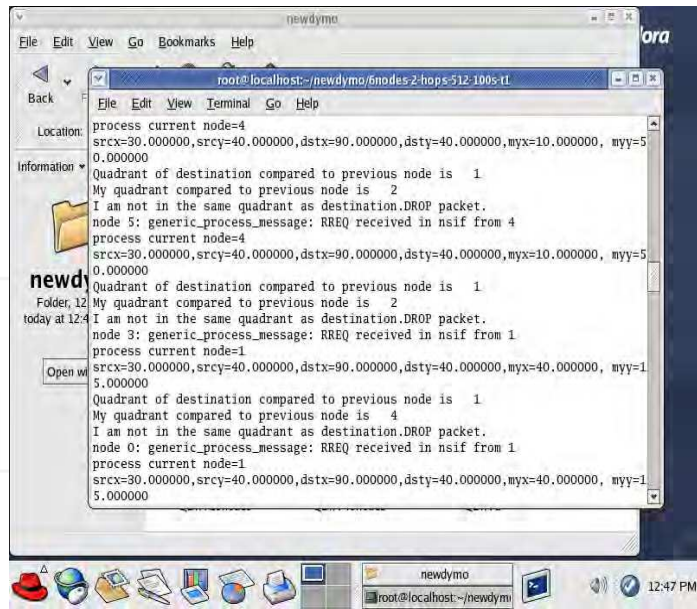 newdymo
File Edit View Go Bookmarks Help
ora
Back
root@localhost:~/newdymo/6nodes-2-hops-512-100s-t1
File Edit View Terminal Go Help
Location:
Information
newdy
Folder, 12
today at 12:4
Open wi
process current node=4
srcx=30.000000,srcy=40.000000,dstx=90.000000,dsty=40.000000,myx=10.000000, myy=5
0.000000
Quadrant of destination compared to previous node is 1
My quadrant compared to previous node is 2
I am not in the same quadrant as destination.DROP packet.
node 5: generic_process_message: RREQ received in nsif from 4
process current node=4
srcx=30.000000,srcy=40.000000,dstx=90.000000,dsty=40.000000,myx=10.000000, myy=5
0.000000
Quadrant of destination compared to previous node is 1
My quadrant compared to previous node is 2
I am not in the same quadrant as destination.DROP packet.
node 3: generic_process_message: RREQ received in nsif from 1
process current node=1
srcx=30.000000,srcy=40.000000,dstx=90.000000,dsty=40.000000,myx=40.000000, myy=1
5.000000
Quadrant of destination compared to previous node is 1
My quadrant compared to previous node is 4
I am not in the same quadrant as destination.DROP packet.
node 0: generic_process_message: RREQ received in nsif from 1
process current node=1
srcx=30.000000,srcy=40.000000,dstx=90.000000,dsty=40.000000,myx=40.000000, myy=1
5.000000
newdymo
root@localhost:~/newdym
12:47 PM